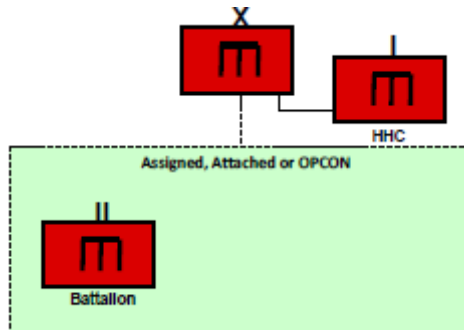 X
I
HHC
Assigned, Attached or OPCON
II
Battalion